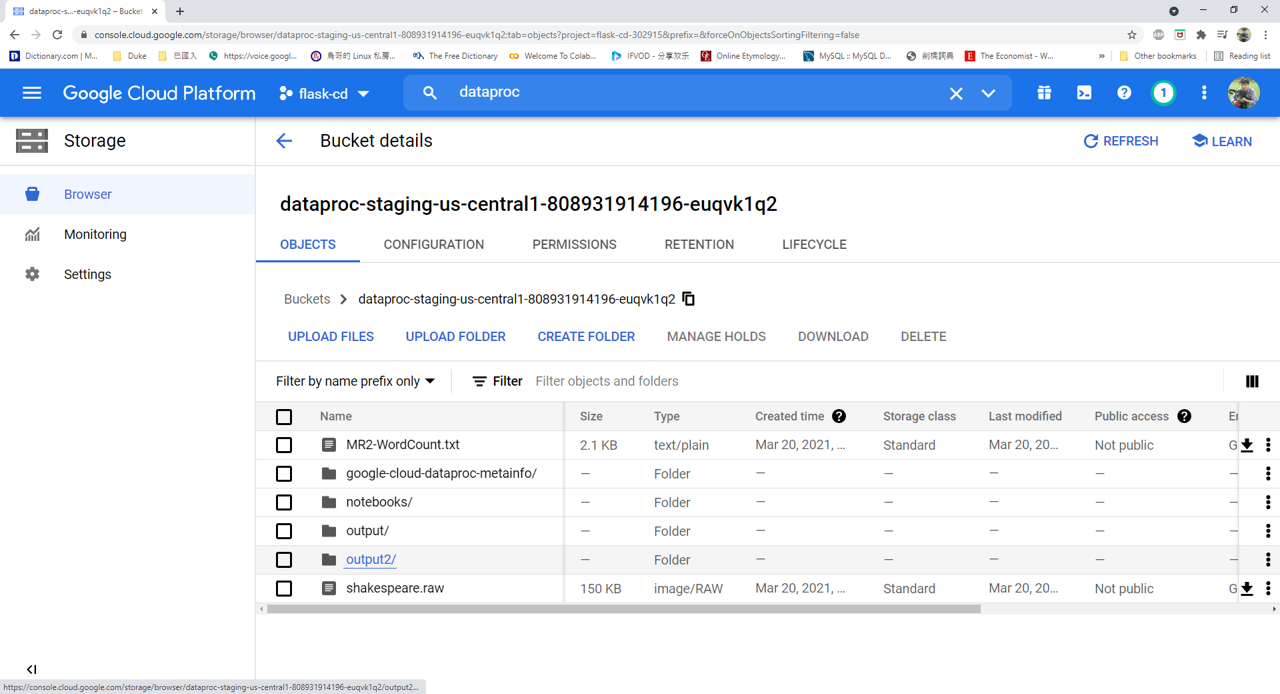 dataproc-s...-euqvk1q2 – Bucket
console.cloud.google.com/storage/browser/dataproc-staging-us-central1-808931914196-euqvk1q2;tab=objects?project=flask-cd-302915&prefix=&forceOnObjectsSortingFiltering=false
Dictionary.com | M... Duke 巴國入 https://voice.googl... 鳥哥的 Linux 私房... The Free Dictionary Welcome To Colab... IFVOD - 分享欢乐 Online Etymology... MySQL :: MySQL D... 劍橋詞典 The Economist - W... » Other bookmarks Reading list
Google Cloud Platform flask-cd dataproc 1
Storage Bucket details REFRESH LEARN
Browser
Monitoring
Settings
dataproc-staging-us-central1-808931914196-euqvk1q2
OBJECTS CONFIGURATION PERMISSIONS RETENTION LIFECYCLE
Buckets > dataproc-staging-us-central1-808931914196-euqvk1q2
UPLOAD FILES UPLOAD FOLDER CREATE FOLDER MANAGE HOLDS DOWNLOAD DELETE
Filter by name prefix only Filter Filter objects and folders
Name Size Type Created time Storage class Last modified Public access
MR2-WordCount.txt 2.1 KB text/plain Mar 20, 2021, ... Standard Mar 20, 20... Not public G
google-cloud-dataproc-metainfo/ — Folder — — — — —
notebooks/ — Folder — — — — —
output/ — Folder — — — — —
output2/ — Folder — — — — —
shakespeare.raw 150 KB image/RAW Mar 20, 2021, ... Standard Mar 20, 20... Not public G
https://console.cloud.google.com/storage/browser/dataproc-staging-us-central1-808931914196-euqvk1q2/output2...